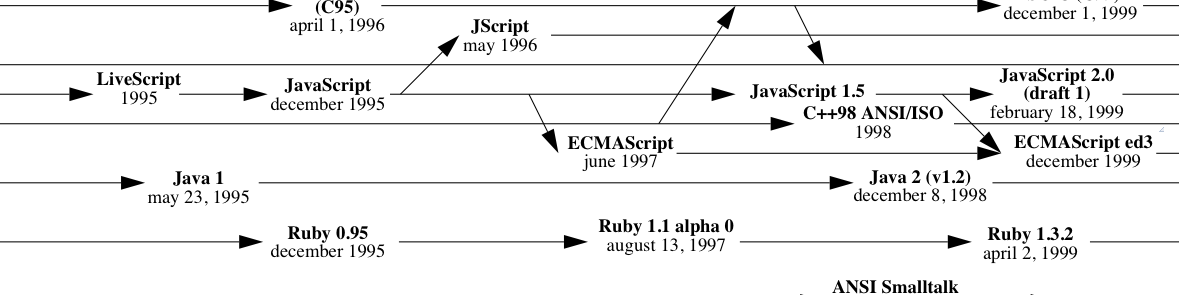 (C95)
april 1, 1996
december 1, 1999
JScript
may 1996
LiveScript
1995
JavaScript
december 1995
JavaScript 1.5
JavaScript 2.0
(draft 1)
february 18, 1999
C++98 ANSI/ISO
1998
ECMAScript
june 1997
ECMAScript ed3
december 1999
Java 1
may 23, 1995
Java 2 (v1.2)
december 8, 1998
Ruby 0.95
december 1995
Ruby 1.1 alpha 0
august 13, 1997
Ruby 1.3.2
april 2, 1999
ANSI Smalltalk